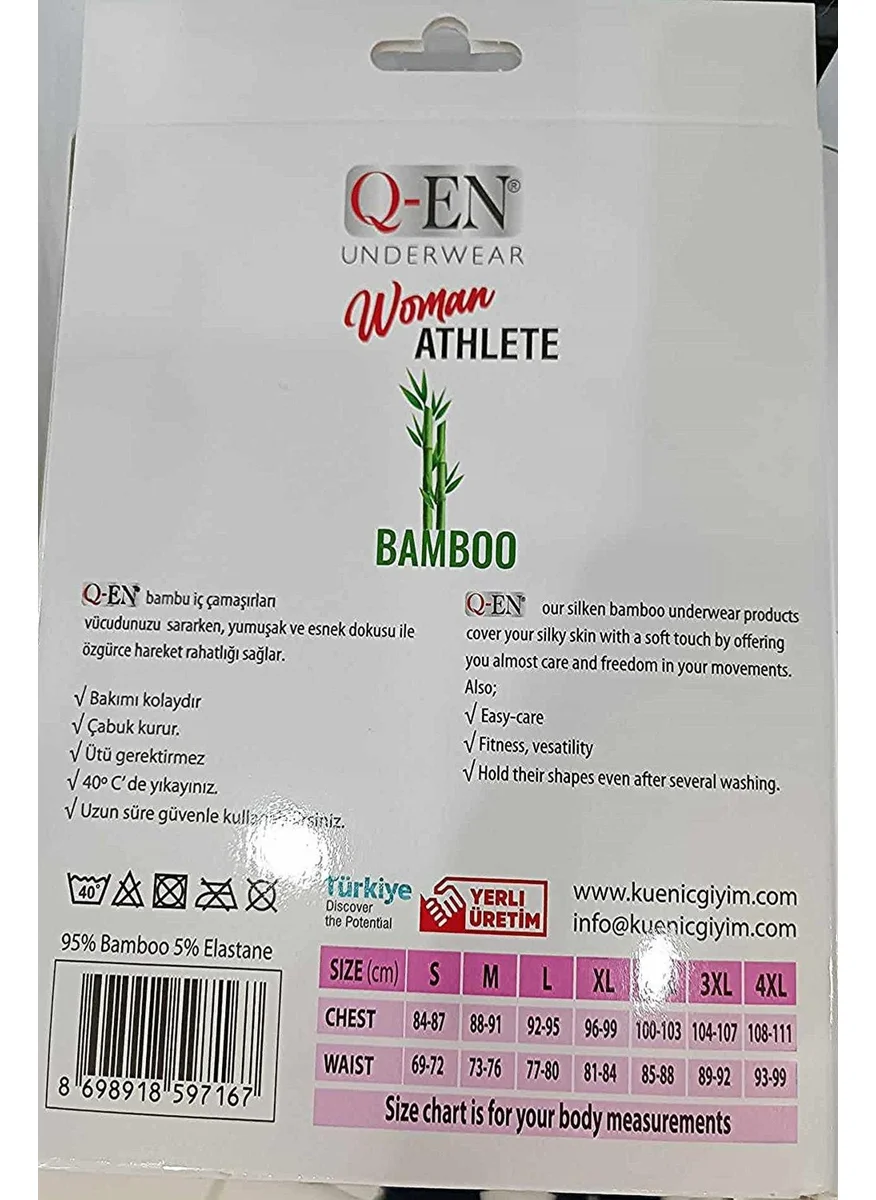 Q-EN®
UNDERWEAR
Woman
ATHLETE
BAMBOO
Q-EN® bambu iç çamaşırları
vücudunuzu sararken, yumuşak ve esnek dokusu ile
özgürce hareket rahatlığı sağlar.
√ Bakımı kolaydır
√ Çabuk kurur.
√ Ütü gerektirmez
√ 40º C'de yıkayınız.
√ Uzun süre güvenle
Q-EN® our silken bamboo underwear products
cover your silky skin with a soft touch by offering
you almost care and freedom in your movements.
Also;
√ Easy-care
√ Fitness, vesatility
√ Hold their shapes even after several washing.
40°
95% Bamboo 5% Elastane
8 698918 597167
Türkiye
Discover
the Potential
YERLİ
ÜRETİM
www.kuenicgiyim.com
info@kuenicgiyim.com
SIZE (cm) S M L XL 3XL 4XL
CHEST 84-87 88-91 92-95 96-99 100-103 104-107 108-111
WAIST 69-72 73-76 77-80 81-84 85-88 89-92 93-99
Size chart is for your body measurements